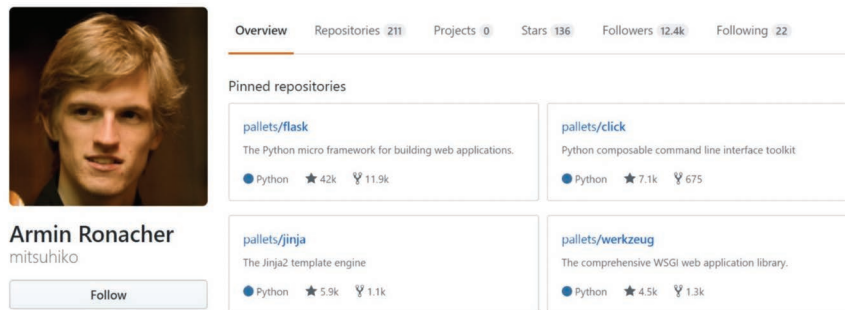 Overview Repositories 211 Projects 0 Stars 136 Followers 12.4k Following 22
Pinned repositories
pallets/flask
The Python micro framework for building web applications.
Python 42k 11.9k
pallets/click
Python composable command line interface toolkit
Python 7.1k 675
Armin Ronacher
mitsuhiko
Follow
pallets/jinja
The Jinja2 template engine
Python 5.9k 1.1k
pallets/werkzeug
The comprehensive WSGI web application library.
Python 4.5k 1.3k